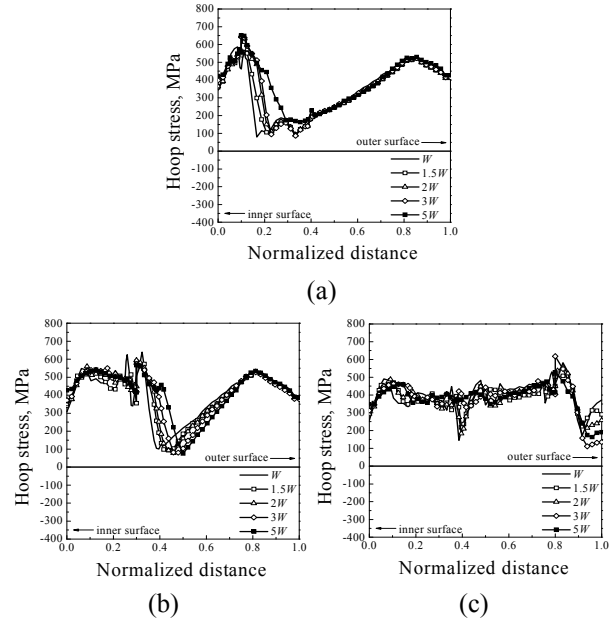 Hoop stress, MPa
800
700
600
500
400
300
200
100
0
-100
-200
-300
-400
outer surface
W
1.5W
2W
3W
5W
inner surface
0.0 0.2 0.4 0.6 0.8 1.0
Normalized distance
(a)
Hoop stress, MPa
800
700
600
500
400
300
200
100
0
-100
-200
-300
-400
outer surface
W
1.5W
2W
3W
5W
inner surface
0.0 0.2 0.4 0.6 0.8 1.0
Normalized distance
(b)
Hoop stress, MPa
800
700
600
500
400
300
200
100
0
-100
-200
-300
-400
outer surface
W
1.5W
2W
3W
5W
inner surface
0.0 0.2 0.4 0.6 0.8 1.0
Normalized distance
(c)